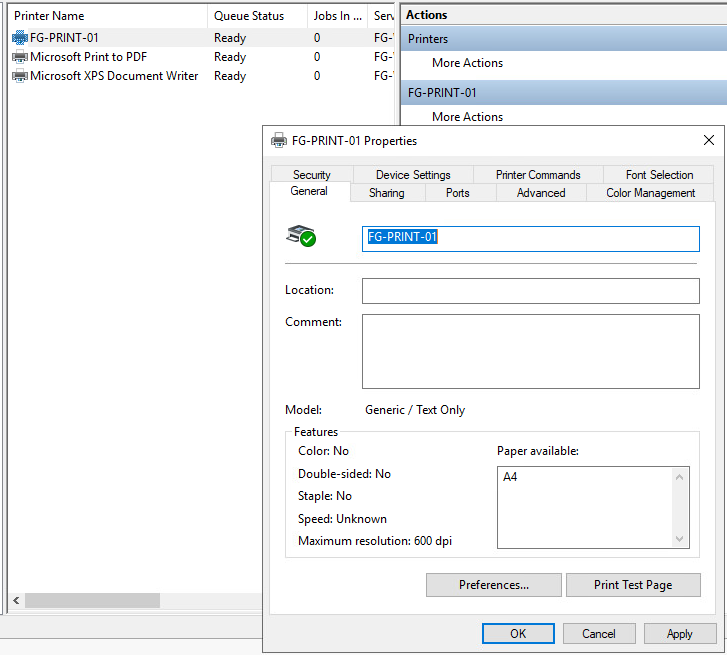 Printer Name Queue Status Jobs In ... Serv
FG-PRINT-01 Ready 0 FG-
Microsoft Print to PDF Ready 0 FG-
Microsoft XPS Document Writer Ready 0 FG-
Actions
Printers
More Actions
FG-PRINT-01
More Actions
FG-PRINT-01 Properties
Security Device Settings Printer Commands Font Selection
General Sharing Ports Advanced Color Management
FG-PRINT-01
Location:
Comment:
Model: Generic / Text Only
Features
Color: No
Double-sided: No
Staple: No
Speed: Unknown
Maximum resolution: 600 dpi
Paper available:
A4
Preferences... Print Test Page
OK Cancel Apply